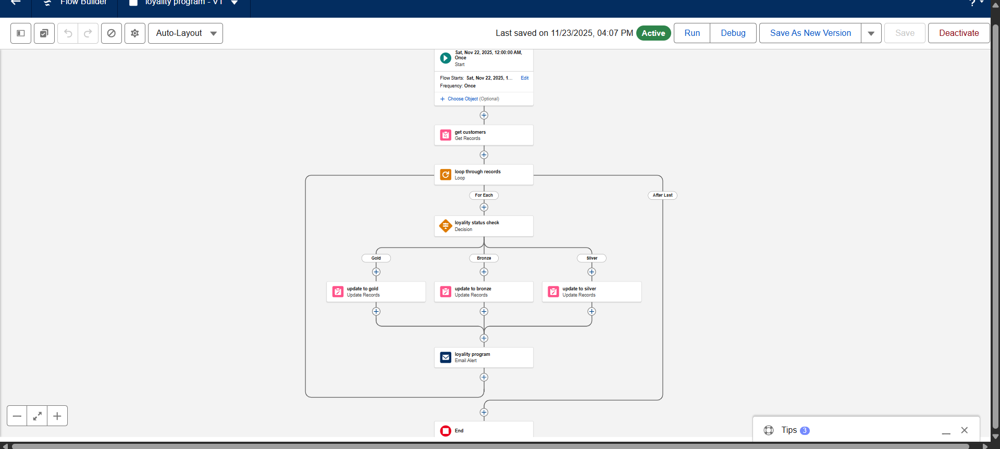 Flow Builder
loyality program - V1
?
Auto-Layout
Last saved on 11/23/2025, 04:07 PM
Active
Run
Debug
Save As New Version
Save
Deactivate
Sat, Nov 22, 2025, 12:00:00 AM,
Once
Start
Flow Starts: Sat, Nov 22, 2025, 1...
Edit
Frequency: Once
+ Choose Object (Optional)
get customers
Get Records
loop through records
Loop
For Each
After Last
loyality status check
Decision
Gold
Bronze
Silver
update to gold
Update Records
update to bronze
Update Records
update to silver
Update Records
loyality program
Email Alert
End
Tips 3